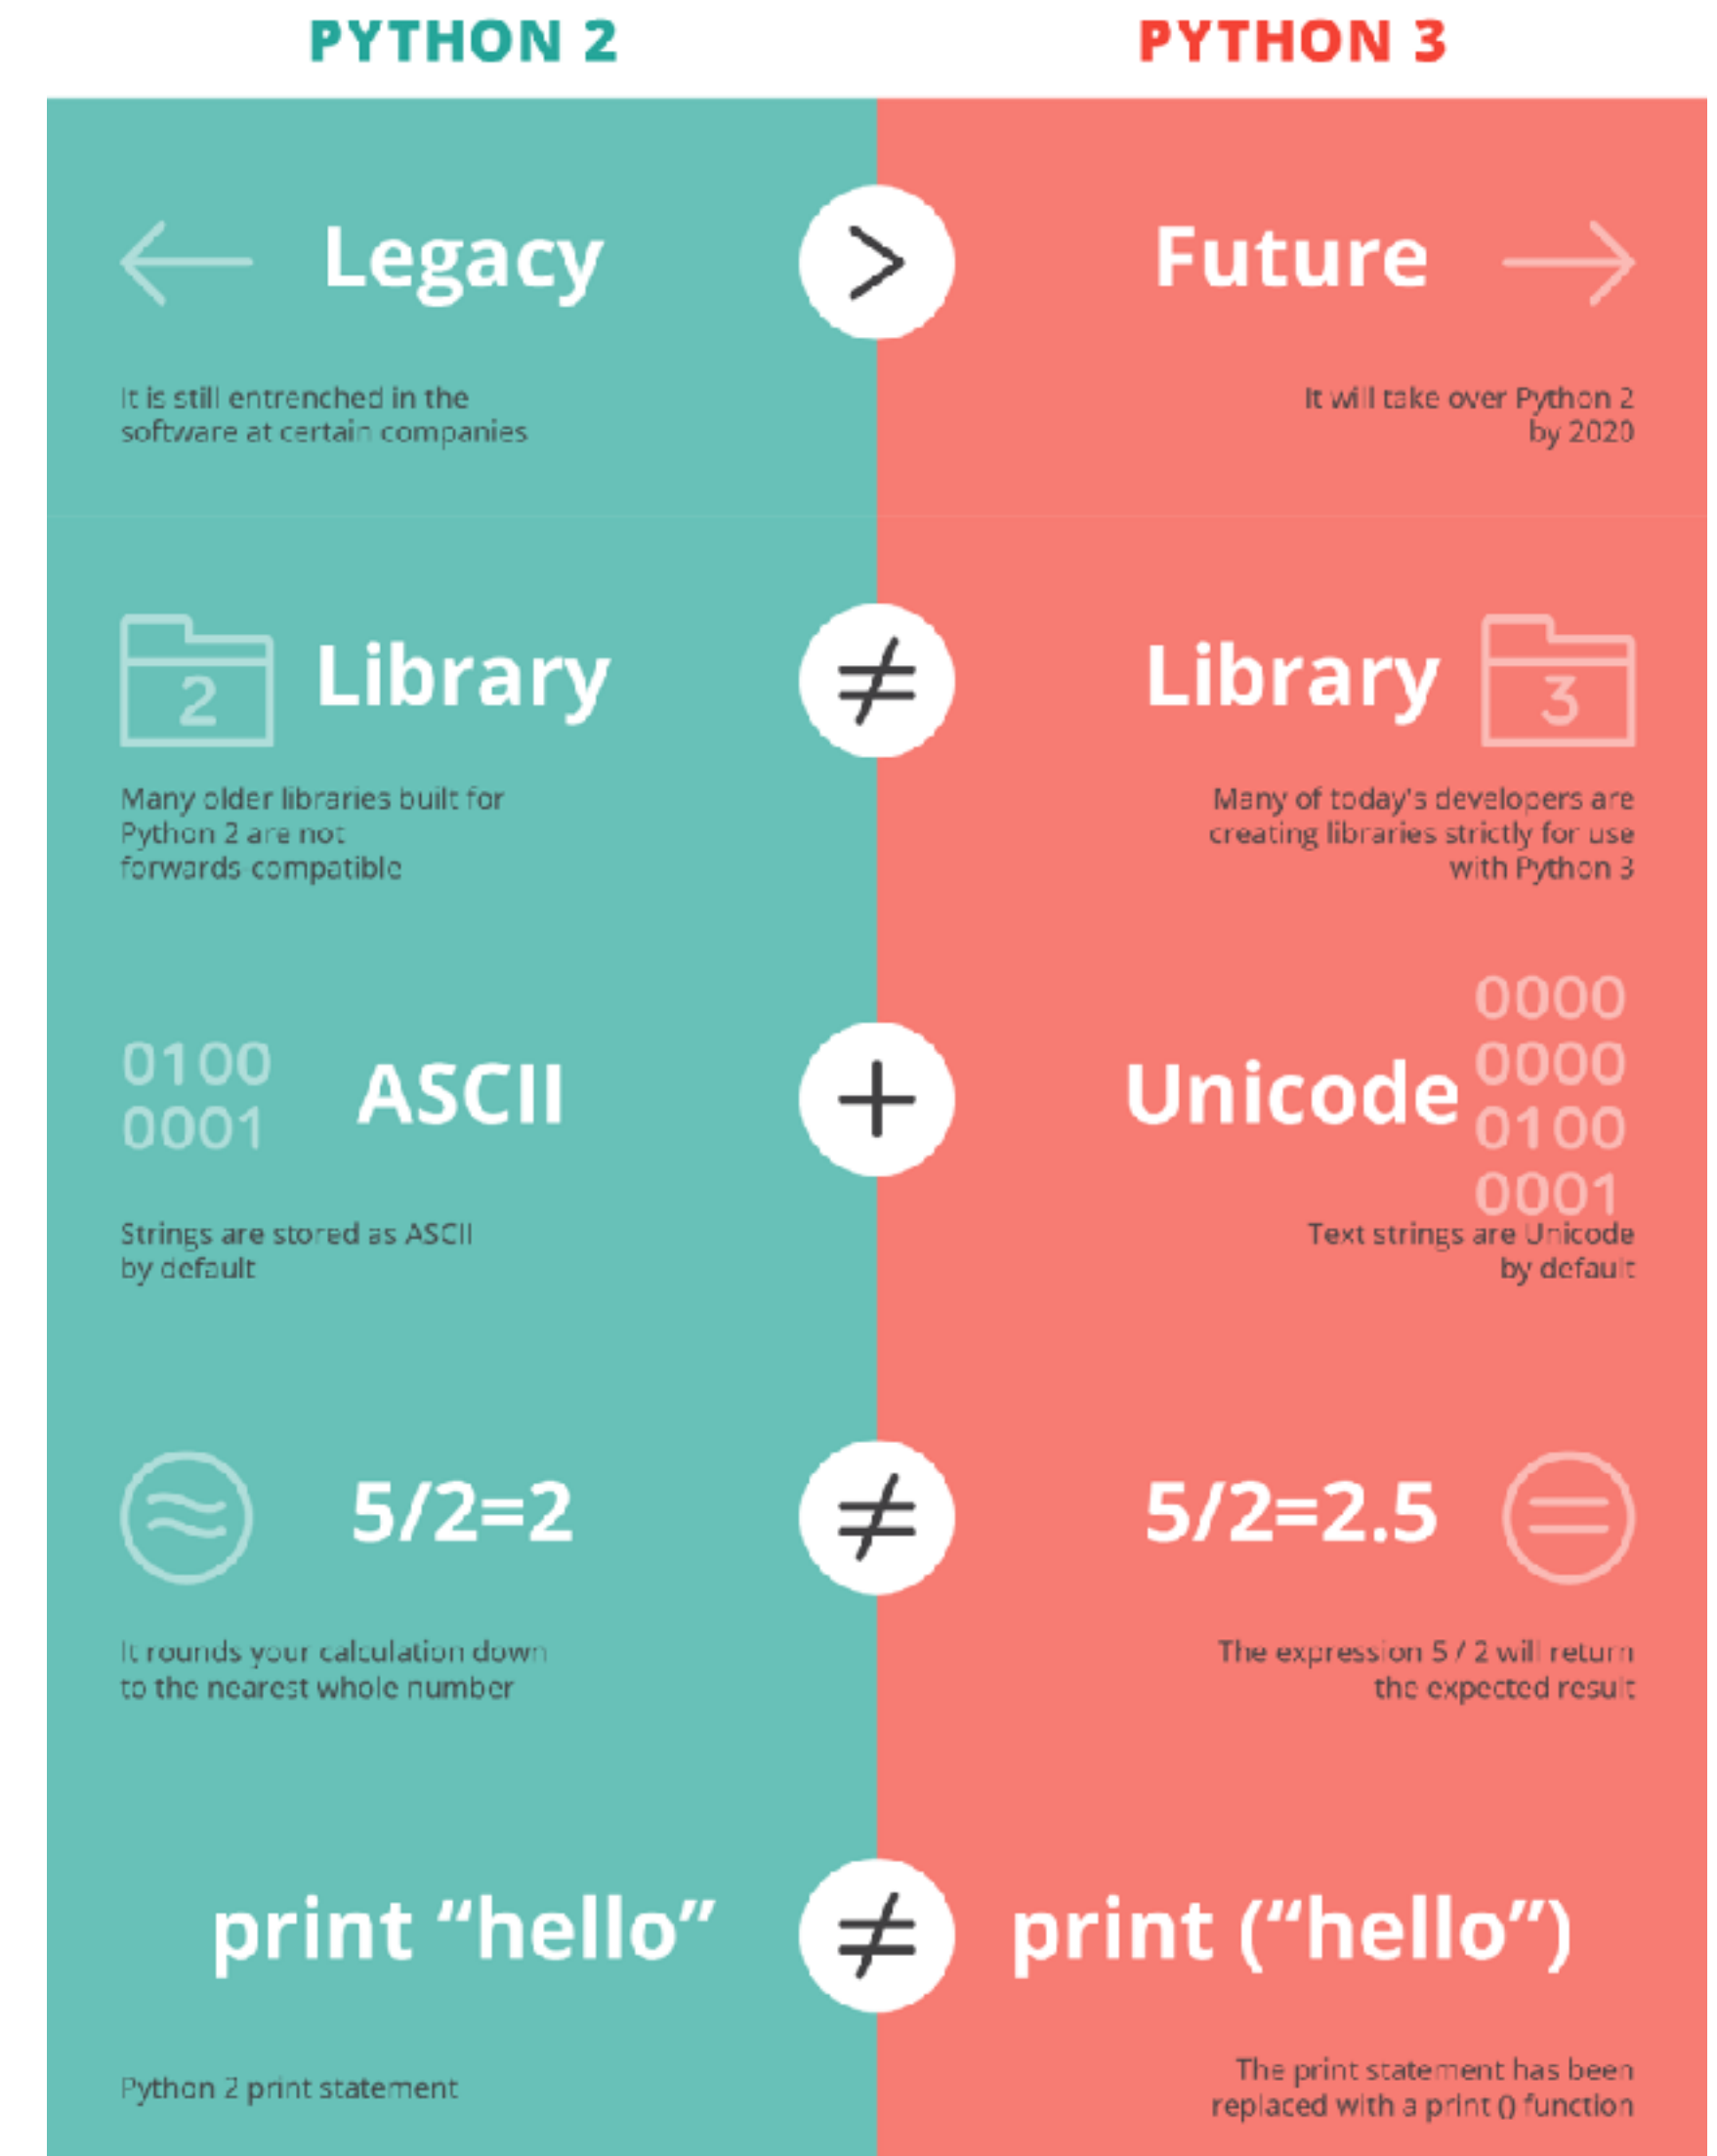 PYTHON 2
PYTHON 3
Legacy
>
Future
It is still entrenched in the
software at certain companies
It will take over Python 2
by 2020
2
Library
≠
Library
3
Many older libraries built for
Python 2 are not
forwards-compatible
Many of today's developers are
creating libraries strictly for use
with Python 3
0100
0001
ASCII
+
Unicode
0000
0000
0100
0001
Strings are stored as ASCII
by default
Text strings are Unicode
by default
≈
5/2=2
≠
5/2=2.5
=
It rounds your calculation down
to the nearest whole number
The expression 5 / 2 will return
the expected result
print “hello”
≠
print (“hello”)
Python 2 print statement
The print statement has been
replaced with a print () function